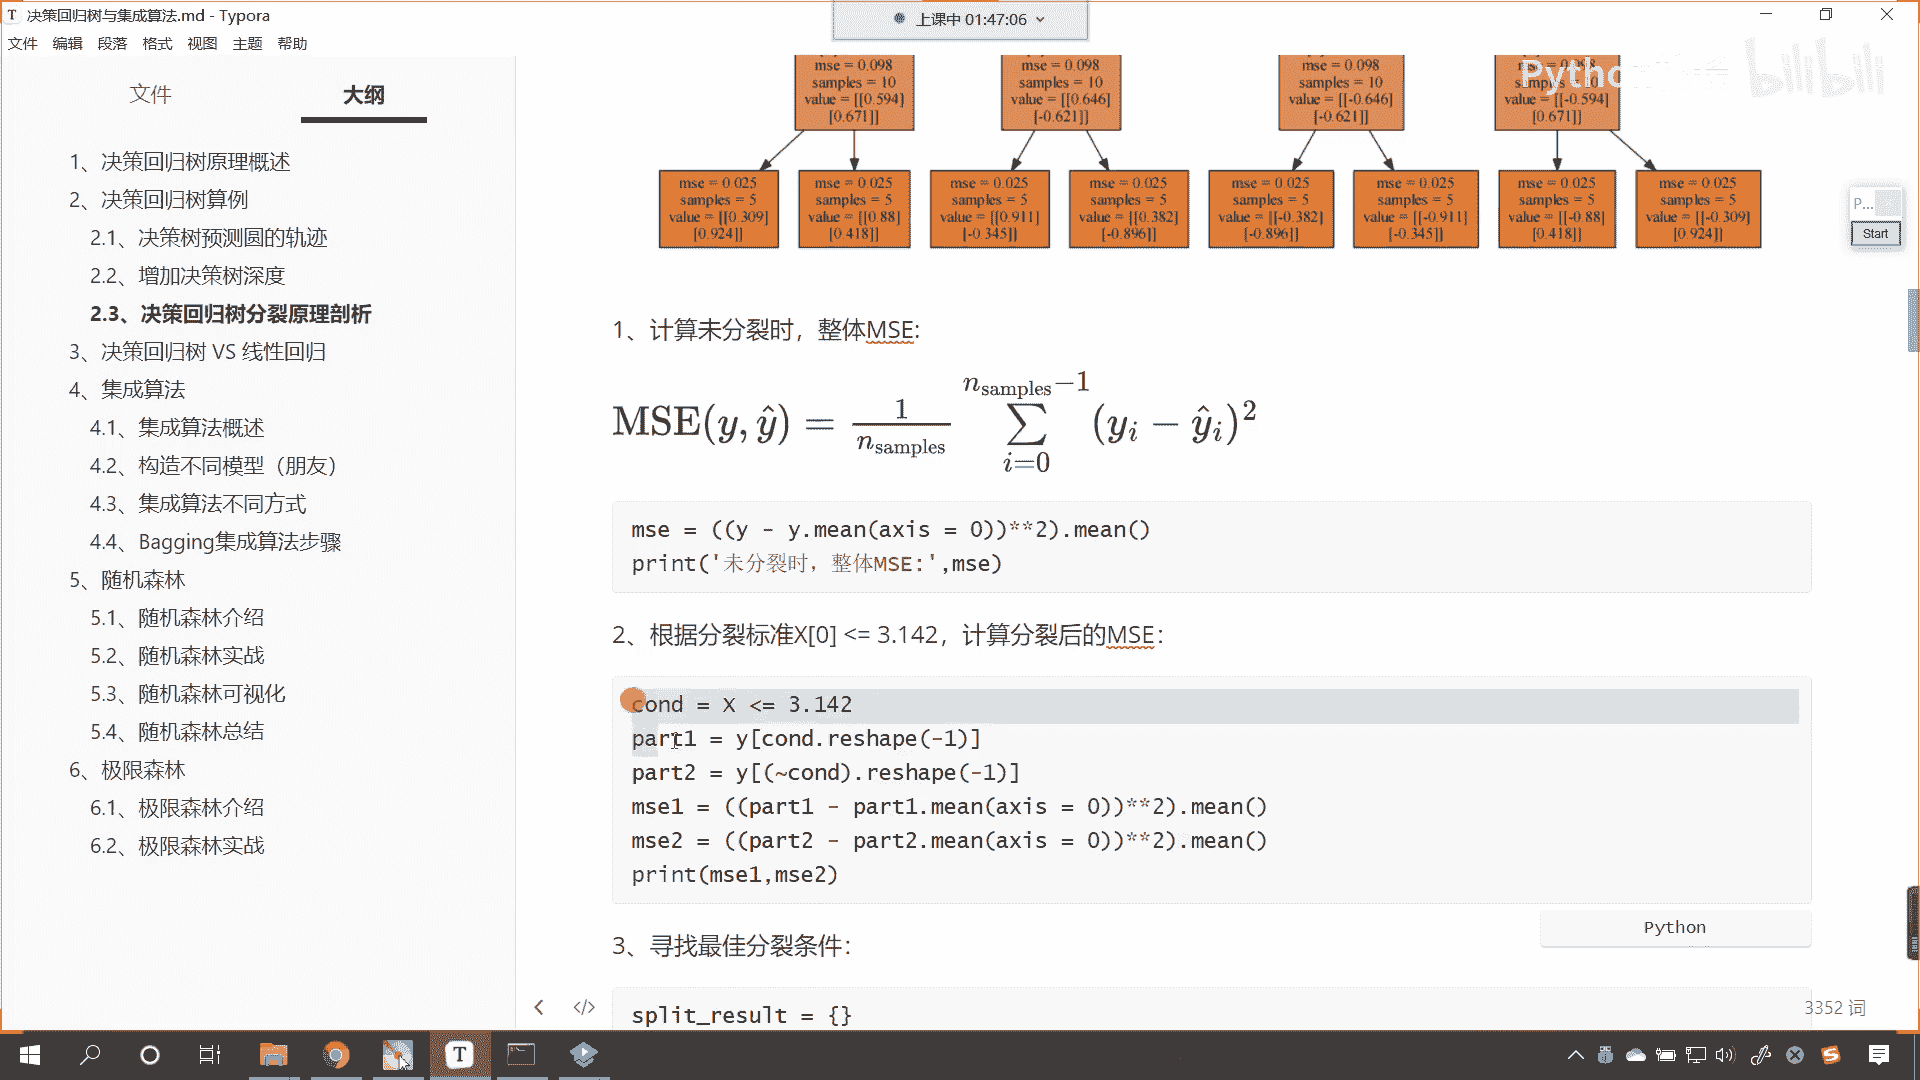 决策回归树与集成算法.md - Typora
上课中 01:47:06
文件 编辑 段落 格式 视图 主题 帮助
文件 大纲
1、决策回归树原理概述
2、决策回归树算例
2.1、决策树预测圆的轨迹
2.2、增加决策树深度
2.3、决策回归树分裂原理剖析
3、决策回归树 VS 线性回归
4、集成算法
4.1、集成算法概述
4.2、构造不同模型（朋友）
4.3、集成算法不同方式
4.4、Bagging集成算法步骤
5、随机森林
5.1、随机森林介绍
5.2、随机森林实战
5.3、随机森林可视化
5.4、随机森林总结
6、极限森林
6.1、极限森林介绍
6.2、极限森林实战
mse = 0.098
samples = 10
value = [[0.594]
[0.671]]
mse = 0.098
samples = 10
value = [[0.646]
[-0.621]]
mse = 0.098
samples = 10
value = [[-0.646]
[-0.621]]
mse = 0.098
samples = 10
value = [[-0.594]
[0.671]]
bilibili
mse = 0.025
samples = 5
value = [[0.309]
[0.924]]
mse = 0.025
samples = 5
value = [[0.88]
[0.418]]
mse = 0.025
samples = 5
value = [[0.911]
[-0.345]]
mse = 0.025
samples = 5
value = [[0.382]
[-0.896]]
mse = 0.025
samples = 5
value = [[-0.382]
[-0.896]]
mse = 0.025
samples = 5
value = [[-0.911]
[-0.345]]
mse = 0.025
samples = 5
value = [[-0.88]
[0.418]]
mse = 0.025
samples = 5
value = [[-0.309]
[0.924]]
P...
Start
1、计算未分裂时，整体MSE:
MSE(y, ŷ) = 1/n_samples ∑_{i=0}^{n_samples−1} (y_i − ŷ_i)²
mse = ((y - y.mean(axis = 0))**2).mean()
print('未分裂时，整体MSE:',mse)
2、根据分裂标准X[0] <= 3.142，计算分裂后的MSE：
cond = X <= 3.142
part1 = y[cond.reshape(-1)]
part2 = y[(~cond).reshape(-1)]
mse1 = ((part1 - part1.mean(axis = 0))**2).mean()
mse2 = ((part2 - part2.mean(axis = 0))**2).mean()
print(mse1,mse2)
Python
3、寻找最佳分裂条件：
split_result = {}
3352 词